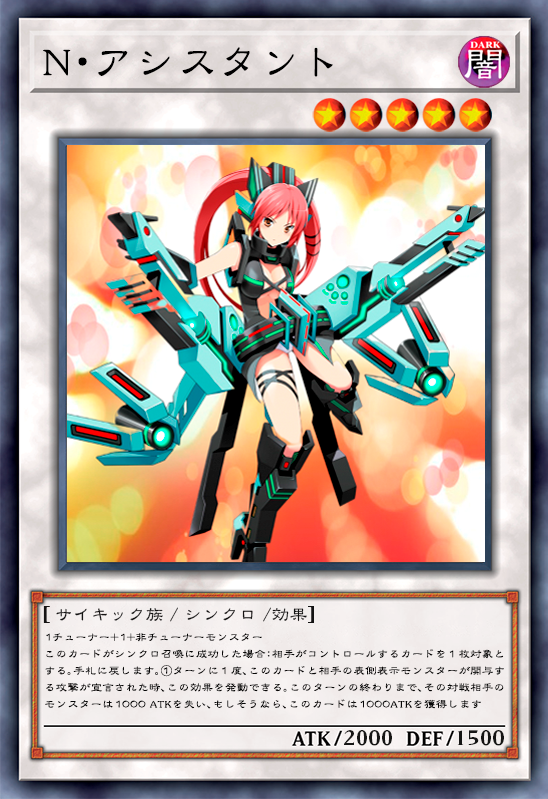 N・アシスタント
DARK
闇
[サイキック族/シンクロ/効果]
1チューナー+1+非チューナーモンスター
このカードがシンクロ召喚に成功した場合:相手がコントロールするカードを1枚対象と
する。手札に戻します。①ターンに1度、このカードと相手の表側表示モンスターが関与す
る攻撃が宣言された時、この効果を発動できる。このターンの終わりまで、その対戦相手の
モンスターは1000 ATKを失い、もしそうなら、このカードは1000ATKを獲得します
ATK/2000 DEF/1500